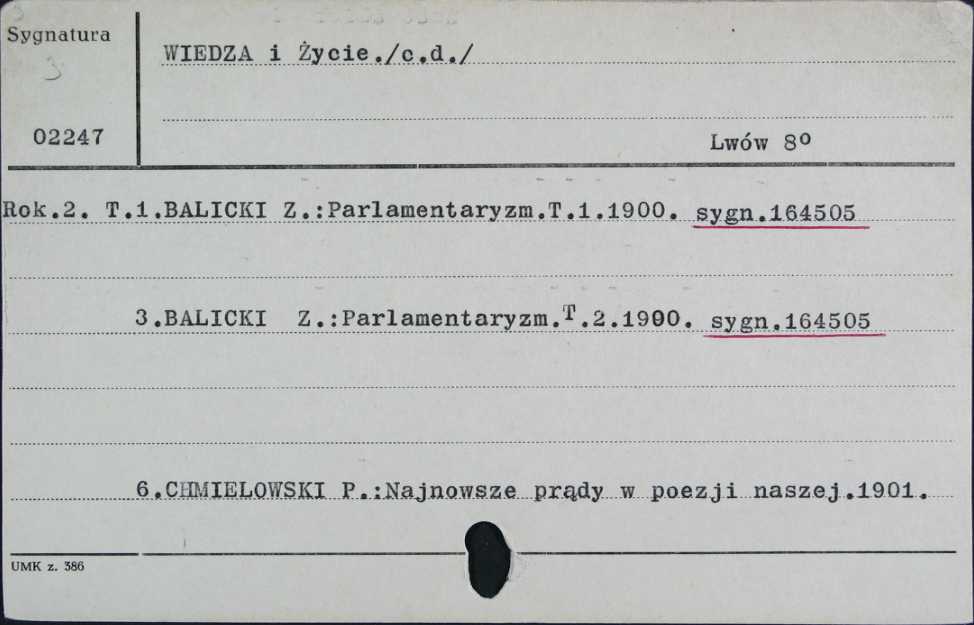 Sygnatura
3
WIEDZA i Życie./c.d./
02247
Lwów 8º
Rok.2. T.1.BALICKI Z.:Parlamentaryzm.T.1.1900. sygn.164505
3.BALICKI Z.:Parlamentaryzm.T.2.1900. sygn.164505
6.CHMIELOWSKI P.:Najnowsze prądy w poezji naszej.1901.
UMK z. 386